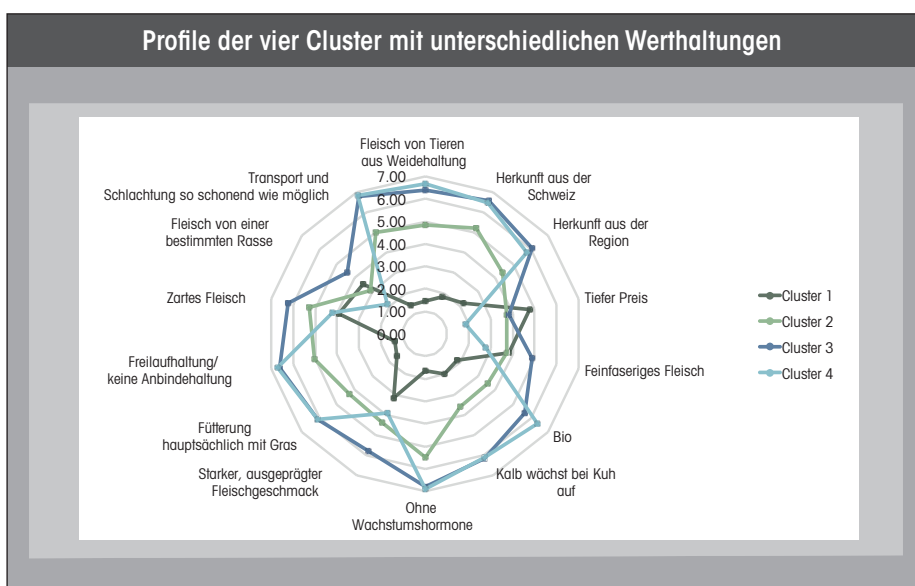 Profile der vier Cluster mit unterschiedlichen Werthaltungen
Fleisch von Tieren
aus Weidehaltung
Herkunft aus der
Schweiz
Herkunft aus der
Region
Tiefer Preis
Feinfaseriges Fleisch
Bio
Kalb wächst bei Kuh
auf
Ohne
Wachstumshormone
Starker, ausgeprägter
Fleischgeschmack
Fütterung
hauptsächlich mit Gras
Freilaufhaltung/
keine Anbindehaltung
Zartes Fleisch
Fleisch von einer
bestimmten Rasse
Transport und
Schlachtung so schonend wie möglich
7.00
6.00
5.00
4.00
3.00
2.00
1.00
0.00
Cluster 1
Cluster 2
Cluster 3
Cluster 4